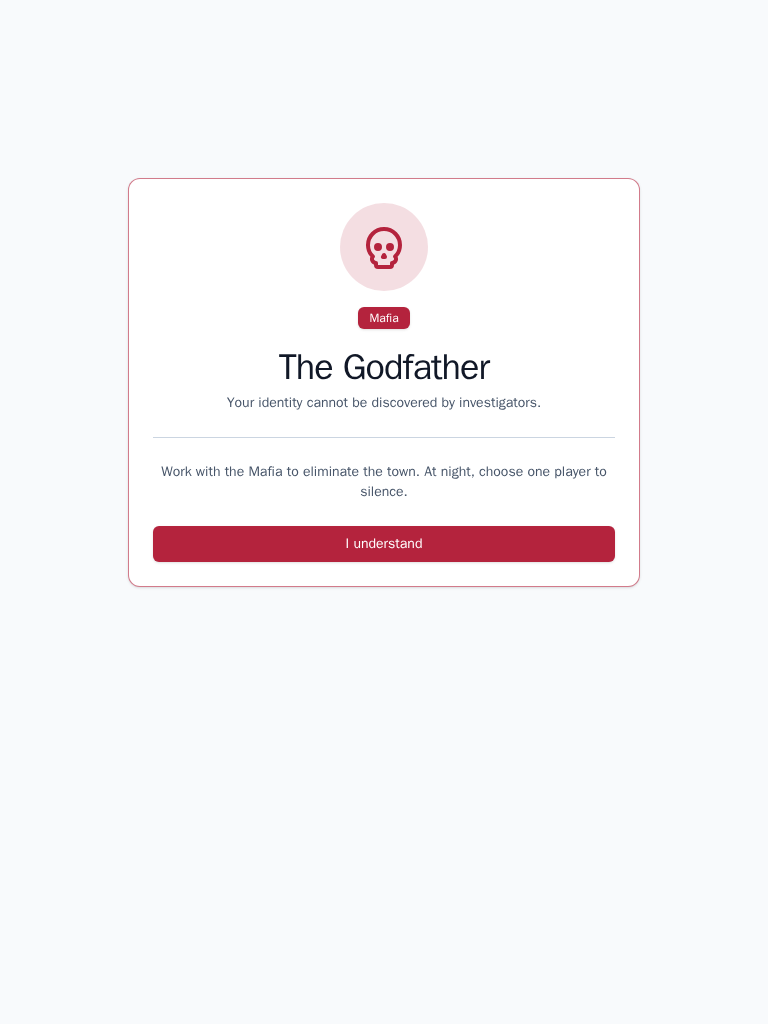 Mafia
The Godfather
Your identity cannot be discovered by investigators.
Work with the Mafia to eliminate the town. At night, choose one player to
silence.
I understand